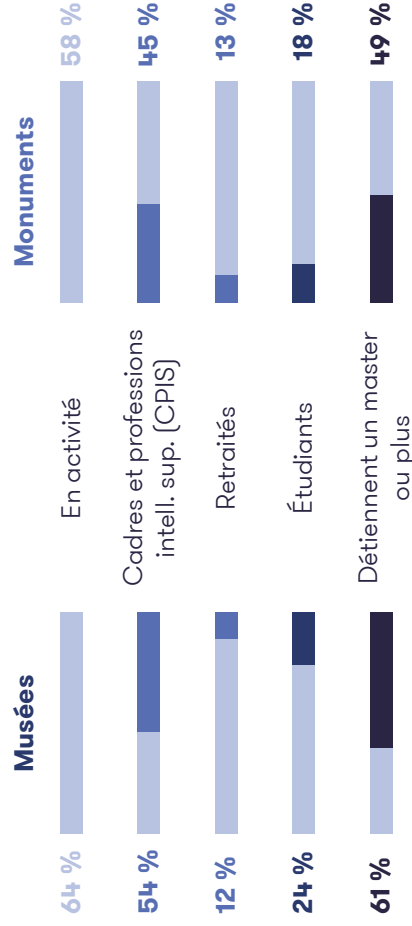 Musées
Monuments
64 %
En activité
58 %
54 %
Cadres et professions
intell. sup. (CPIS)
45 %
12 %
Retraités
13 %
24 %
Étudiants
18 %
61 %
Détiennent un master
ou plus
49 %